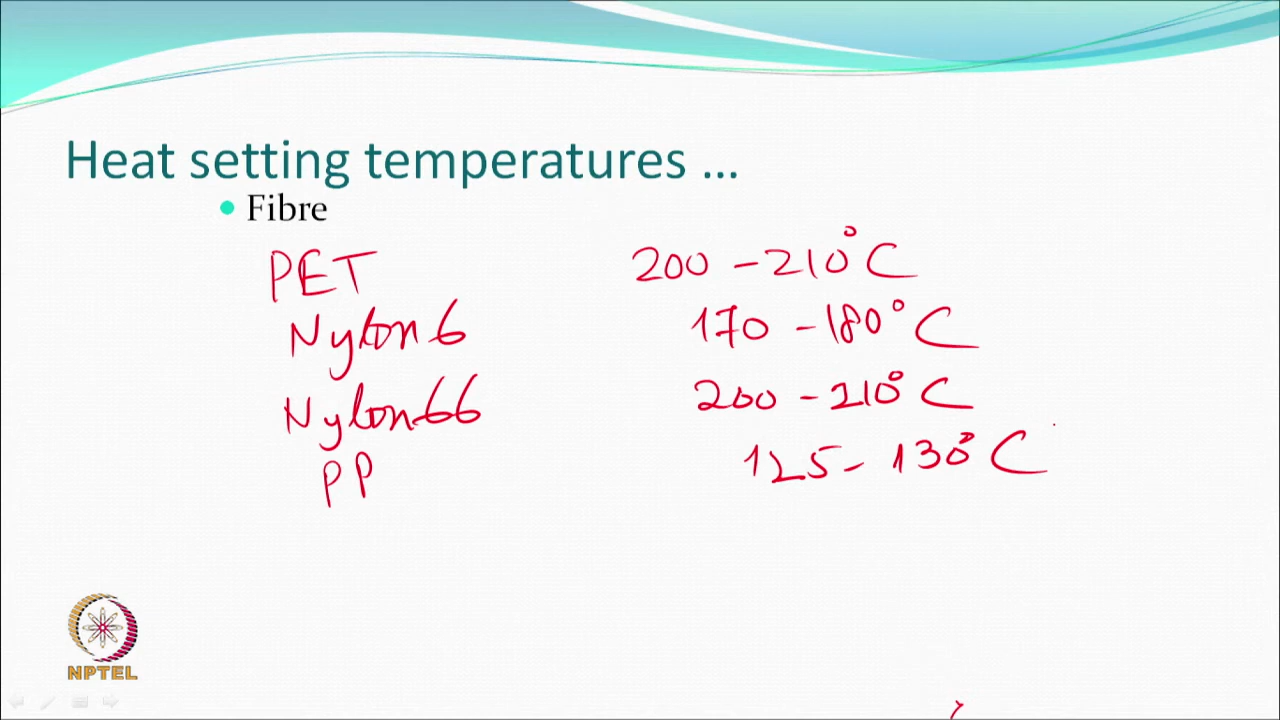 Heat setting temperatures ...
• Fibre
PET 200 - 210°C
Nylon 6 170 - 180°C
Nylon 66 200 - 210°C
PP 125 - 130°C
NPTEL